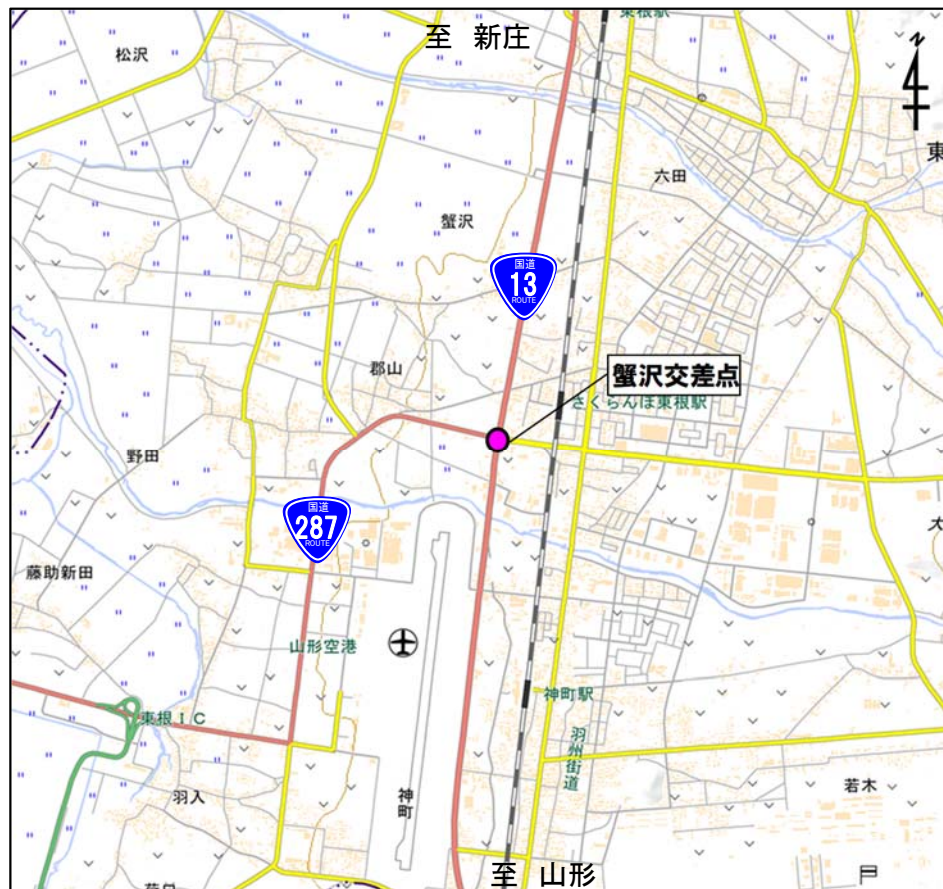 東根駅
至 新庄
松沢
N
東
六田
蟹沢
国道
13
ROUTE
郡山
蟹沢交差点
さくらんぼ東根駅
野田
国道
287
ROUTE
大
藤助新田
山形空港
東根IC
神町駅
羽州街道
羽入
神町
若木
至 山形